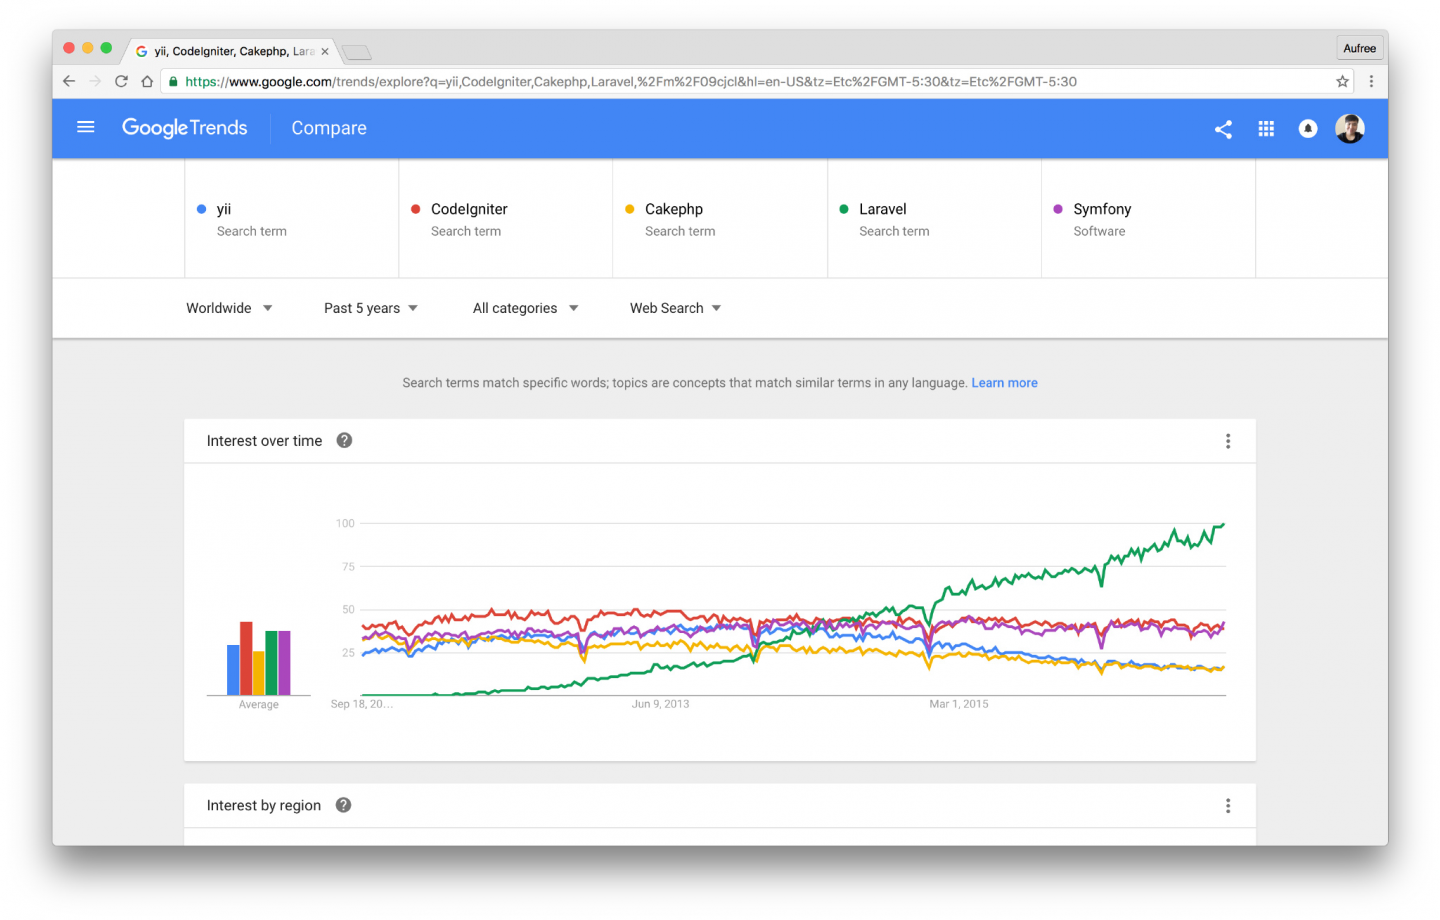 yii, CodeIgniter, Cakephp, Lara
Aufree
https://www.google.com/trends/explore?q=yii,CodeIgniter,Cakephp,Laravel,%2Fm%2F09cjcl&hl=en-US&tz=Etc%2FGMT-5:30&tz=Etc%2FGMT-5:30
Google Trends Compare
yii CodeIgniter Cakephp Laravel Symfony
Search term Search term Search term Search term Software
Worldwide Past 5 years All categories Web Search
Search terms match specific words; topics are concepts that match similar terms in any language. Learn more
Interest over time ?
100
75
50
25
Average Sep 18, 20... Jun 9, 2013 Mar 1, 2015
Interest by region ?